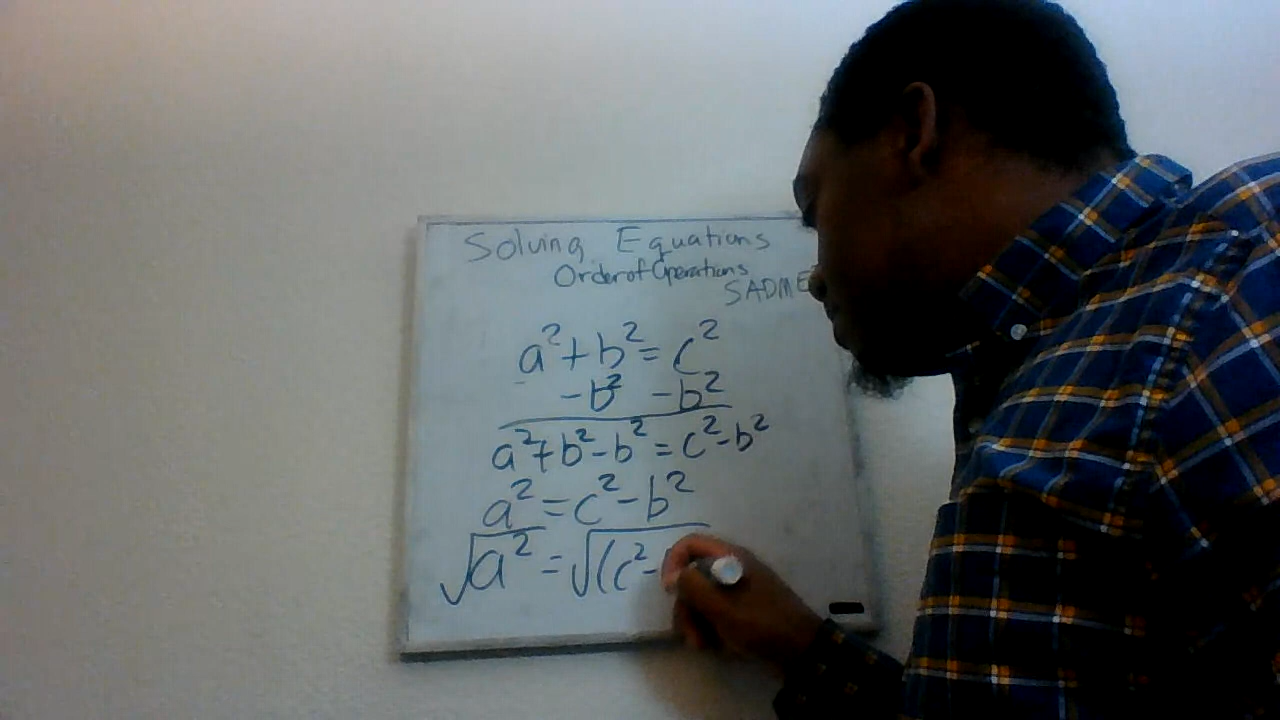 Solving Equations
Order of Operations
SADME
a²+b²=c²
-b² -b²
a²+b²-b²=c²-b²
a²=c²-b²
√a²=√(c²-